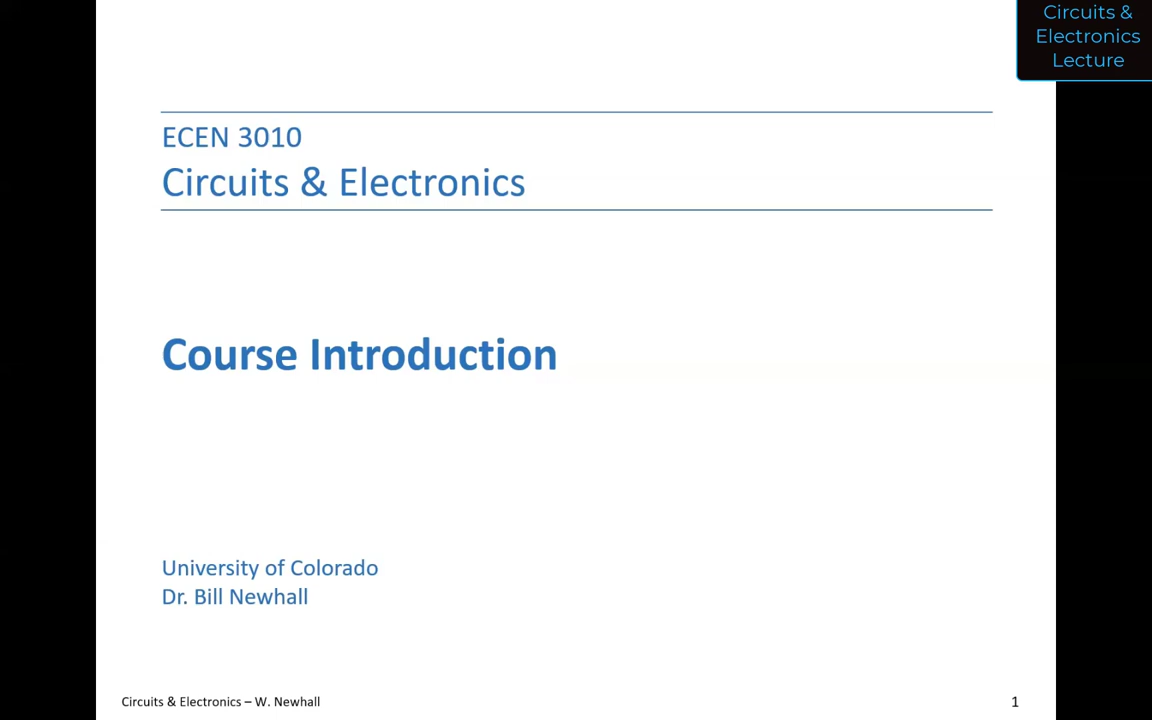 Circuits &
Electronics
Lecture
ECEN 3010
Circuits & Electronics
Course Introduction
University of Colorado
Dr. Bill Newhall
Circuits & Electronics – W. Newhall
1